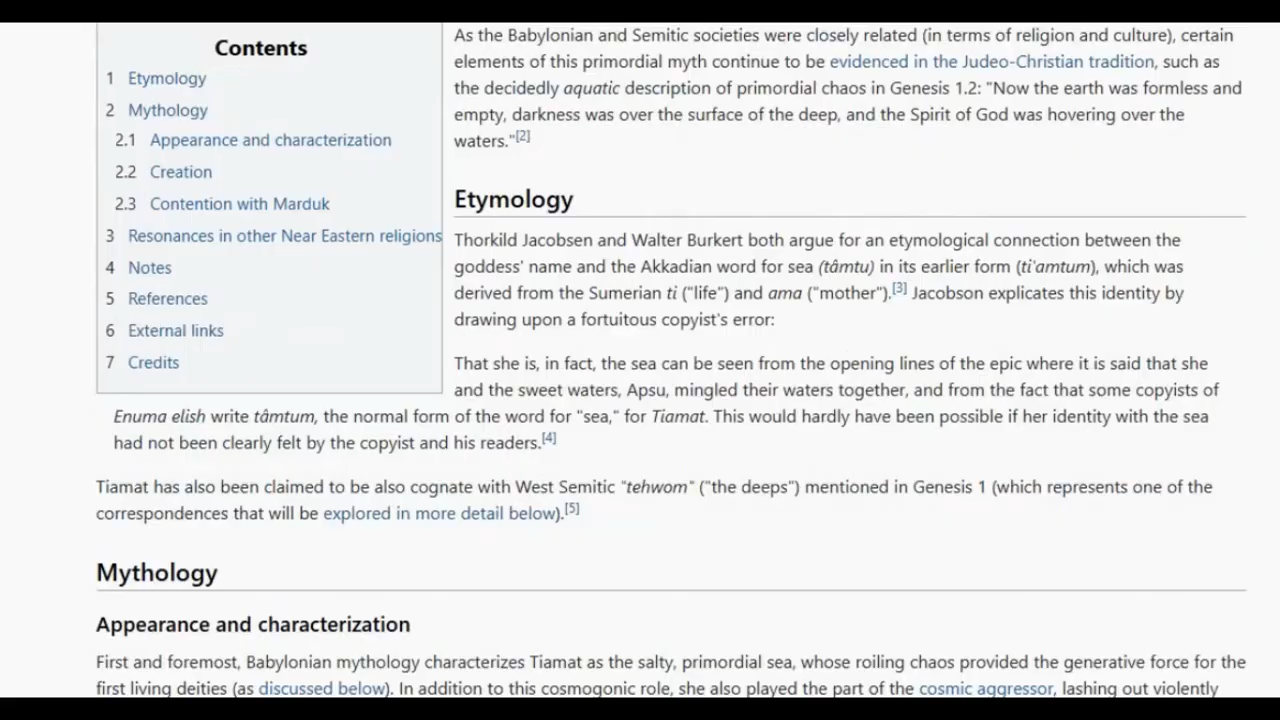 Contents
1 Etymology
2 Mythology
2.1 Appearance and characterization
2.2 Creation
2.3 Contention with Marduk
3 Resonances in other Near Eastern religions
4 Notes
5 References
6 External links
7 Credits
As the Babylonian and Semitic societies were closely related (in terms of religion and culture), certain
elements of this primordial myth continue to be evidenced in the Judeo-Christian tradition, such as
the decidedly aquatic description of primordial chaos in Genesis 1.2: "Now the earth was formless and
empty, darkness was over the surface of the deep, and the Spirit of God was hovering over the
waters."[2]
Etymology
Thorkild Jacobsen and Walter Burkert both argue for an etymological connection between the
goddess' name and the Akkadian word for sea (tâmtu) in its earlier form (ti'amtum), which was
derived from the Sumerian ti ("life") and ama ("mother").[3] Jacobson explicates this identity by
drawing upon a fortuitous copyist's error:
That she is, in fact, the sea can be seen from the opening lines of the epic where it is said that she
and the sweet waters, Apsu, mingled their waters together, and from the fact that some copyists of
Enuma elish write tâmtum, the normal form of the word for "sea," for Tiamat. This would hardly have been possible if her identity with the sea
had not been clearly felt by the copyist and his readers.[4]
Tiamat has also been claimed to be also cognate with West Semitic "tehwom" ("the deeps") mentioned in Genesis 1 (which represents one of the
correspondences that will be explored in more detail below).[5]
Mythology
Appearance and characterization
First and foremost, Babylonian mythology characterizes Tiamat as the salty, primordial sea, whose roiling chaos provided the generative force for the
first living deities (as discussed below). In addition to this cosmogonic role, she also played the part of the cosmic aggressor, lashing out violently